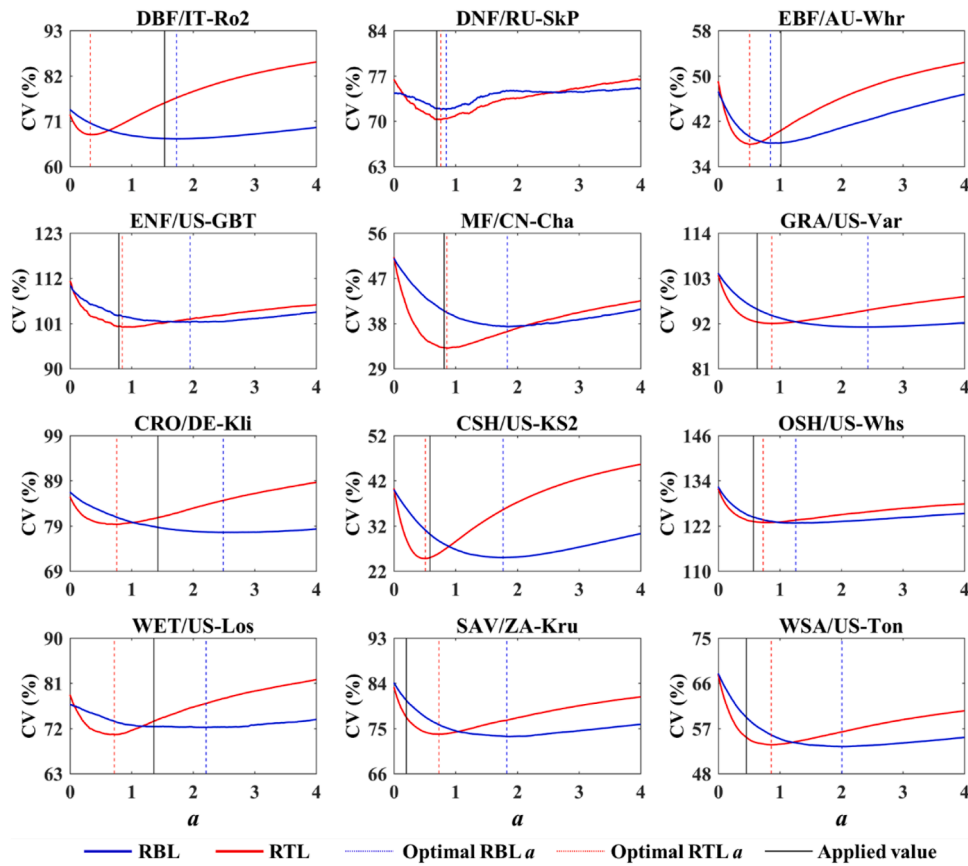 DBF/IT-Ro2
DNF/RU-SkP
EBF/AU-Whr
CV (%)
93
82
71
60
0 1 2 3 4
CV (%)
84
77
70
63
0 1 2 3 4
CV (%)
58
50
42
34
0 1 2 3 4
ENF/US-GBT
MF/CN-Cha
GRA/US-Var
CV (%)
123
112
101
90
0 1 2 3 4
CV (%)
56
47
38
29
0 1 2 3 4
CV (%)
114
103
92
81
0 1 2 3 4
CRO/DE-Kli
CSH/US-KS2
OSH/US-Whs
CV (%)
99
89
79
69
0 1 2 3 4
CV (%)
52
42
32
22
0 1 2 3 4
CV (%)
146
134
122
110
0 1 2 3 4
WET/US-Los
SAV/ZA-Kru
WSA/US-Ton
CV (%)
90
81
72
63
0 1 2 3 4
a
CV (%)
93
84
75
66
0 1 2 3 4
a
CV (%)
75
66
57
48
0 1 2 3 4
a
RBL RTL Optimal RBL a Optimal RTL a Applied value